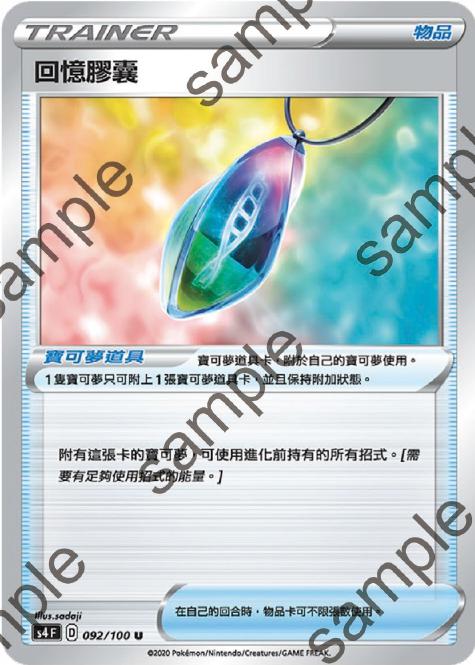 TRAINER
物品
回憶膠囊
寶可夢道具
寶可夢道具卡，附於自己的寶可夢使用。
1隻寶可夢只可附上1張寶可夢道具卡，並且保持附加狀態。
附有這張卡的寶可夢，可使用進化前持有的所有招式。[需
要有足夠使用招式的能量。]
Illus.sadaji
s4F D 092/100 U
在自己的回合時，物品卡可不限張數使用。
©2020 Pokémon/Nintendo/Creatures/GAME FREAK.
sample
sample
sample
sample
sample
sample
sample